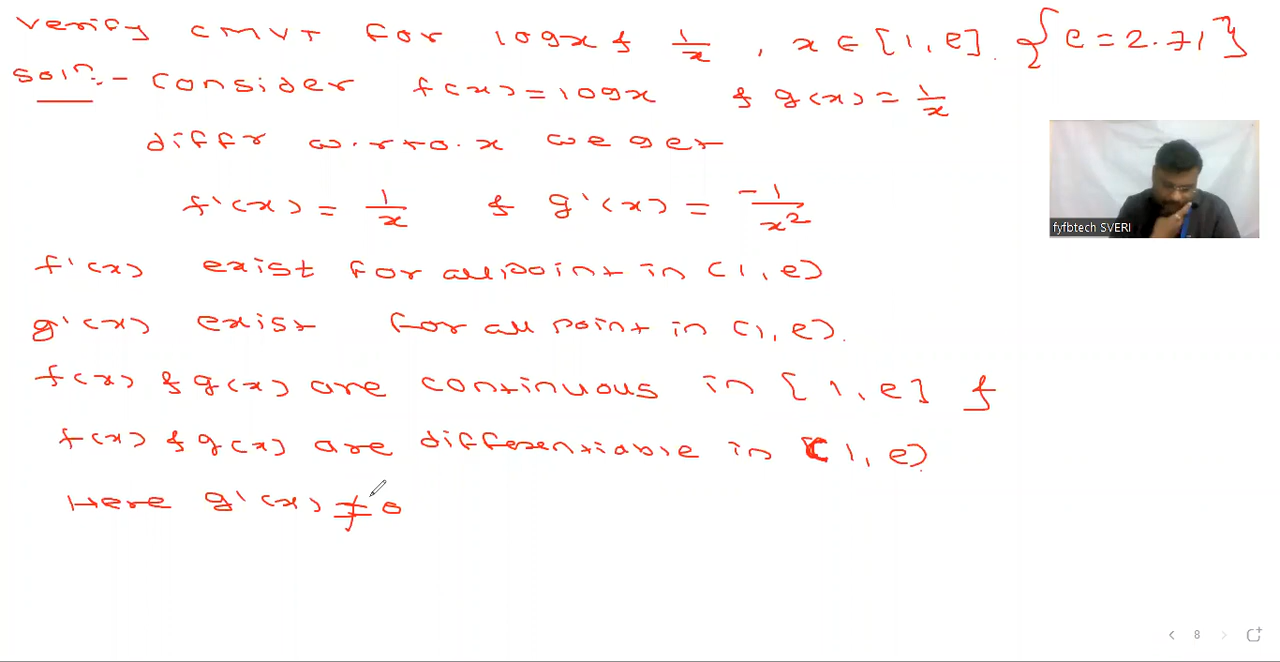 verify CMVT for logx & 1/x , x ∈ [1, e]. {e = 2.71}
Soln:- Consider f(x) = logx & g(x) = 1/x
diffr w.r.to.x we get
f'(x) = 1/x & g'(x) = -1/x²
f'(x) exist for all point in (1, e)
g'(x) exist for all point in (1, e).
f(x) & g(x) are continuous in [1, e] &
f(x) & g(x) are differentiable in (1, e)
Here g'(x) ≠ 0
fyfbtech SVERI
8